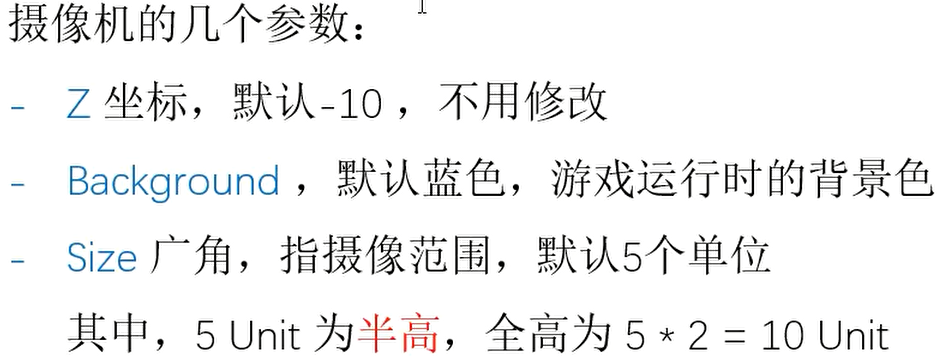 摄像机的几个参数：
- Z 坐标，默认-10 ，不用修改
- Background ，默认蓝色，游戏运行时的背景色
- Size 广角，指摄像范围，默认5个单位
其中，5 Unit 为半高，全高为 5 * 2 = 10 Unit